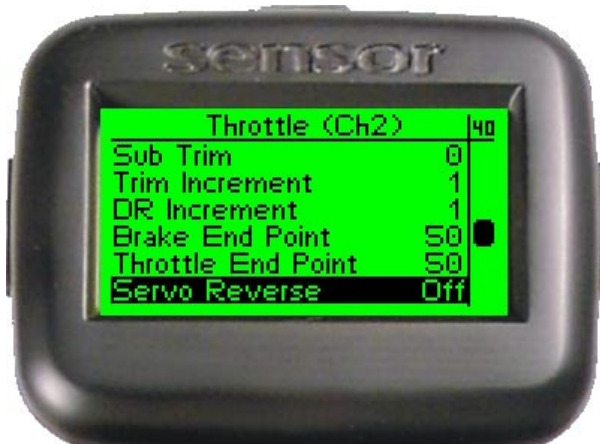 sensor
Throttle (Ch2) 40
Sub Trim 0
Trim Increment 1
DR Increment 1
Brake End Point 50
Throttle End Point 50
Servo Reverse Off